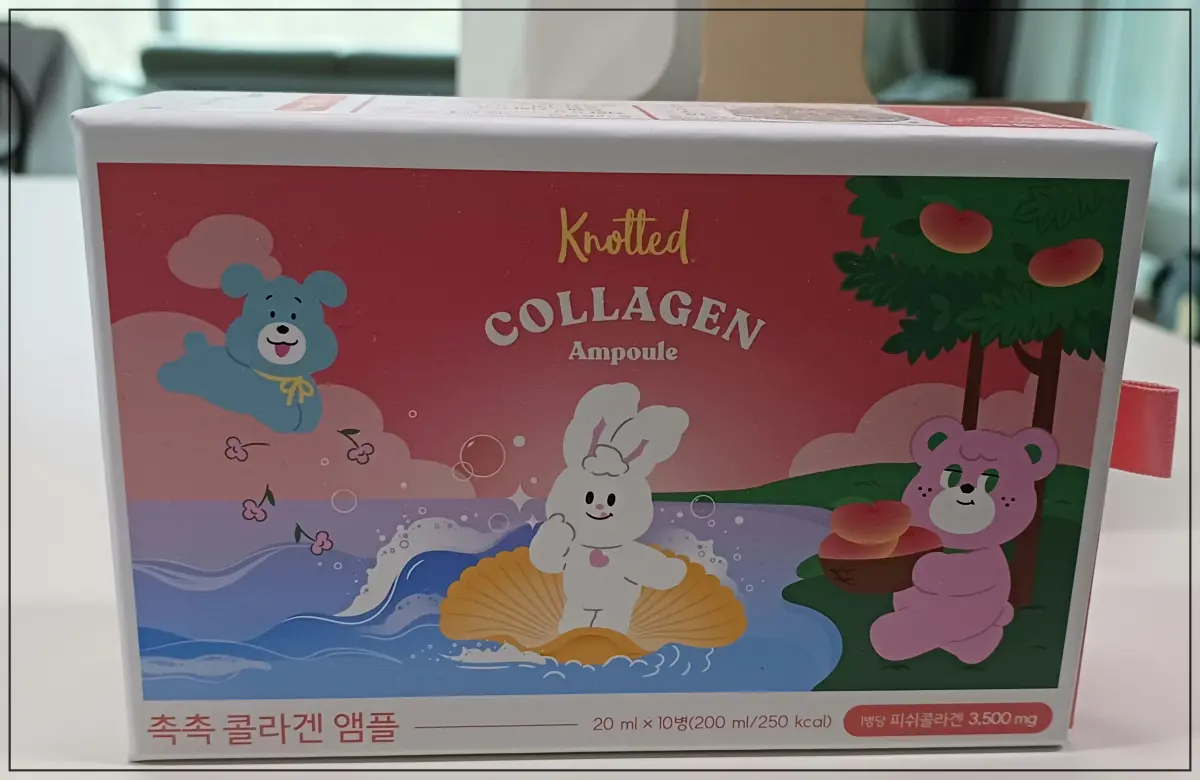 Knotted
COLLAGEN
Ampoule
촉촉 콜라겐 앰플
20 ml × 10병(200 ml/250 kcal)
1병당 피쉬콜라겐 3,500 mg